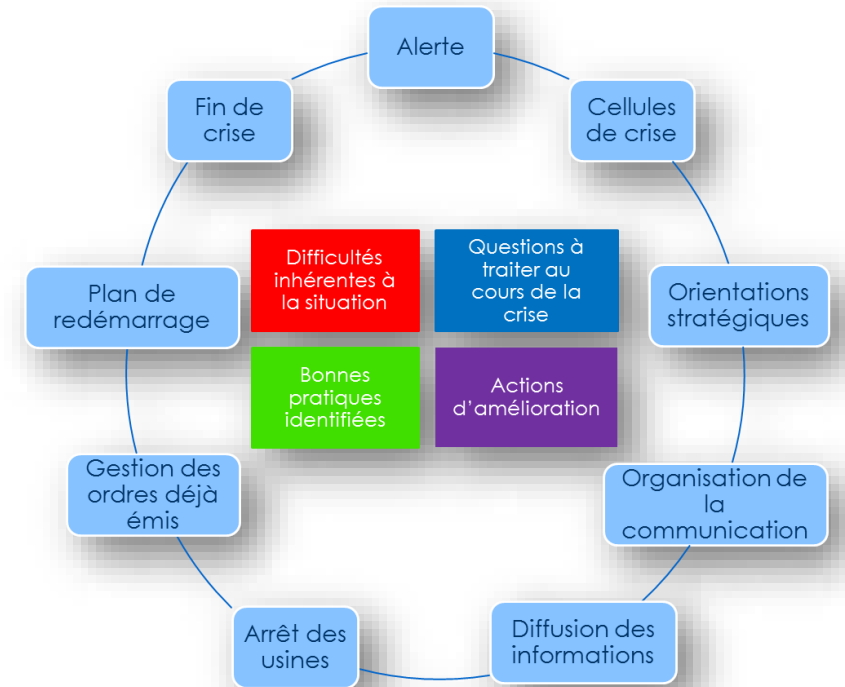 Alerte
Cellules
de crise
Orientations
stratégiques
Organisation de
la
communication
Diffusion des
informations
Arrêt des
usines
Gestion des
ordres déjà
émis
Plan de
redémarrage
Fin de
crise
Difficultés
inhérentes à
la situation
Questions à
traiter au
cours de la
crise
Bonnes
pratiques
identifiées
Actions
d’amélioration